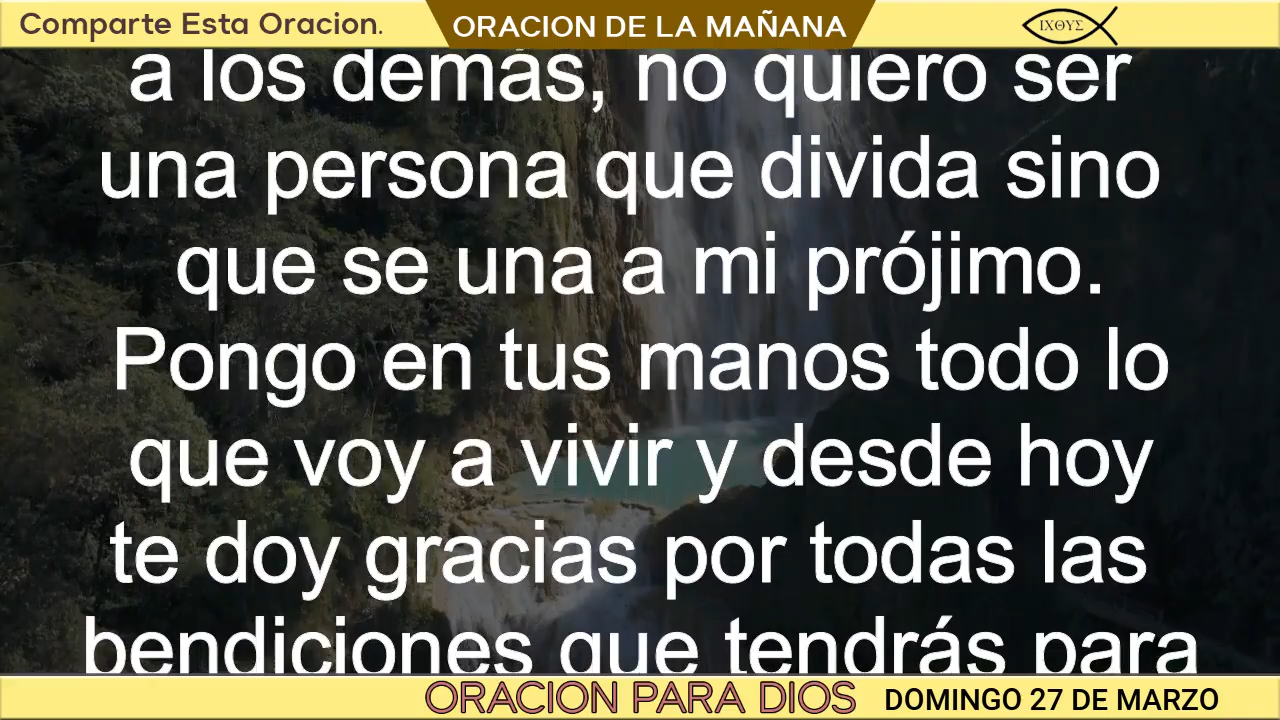 Comparte Esta Oracion.
ORACION DE LA MAÑANA
ΙΧΘΥΣ
a los demás, no quiero ser
una persona que divida sino
que se una a mi prójimo.
Pongo en tus manos todo lo
que voy a vivir y desde hoy
te doy gracias por todas las
bendiciones que tendrás para
ORACION PARA DIOS
DOMINGO 27 DE MARZO